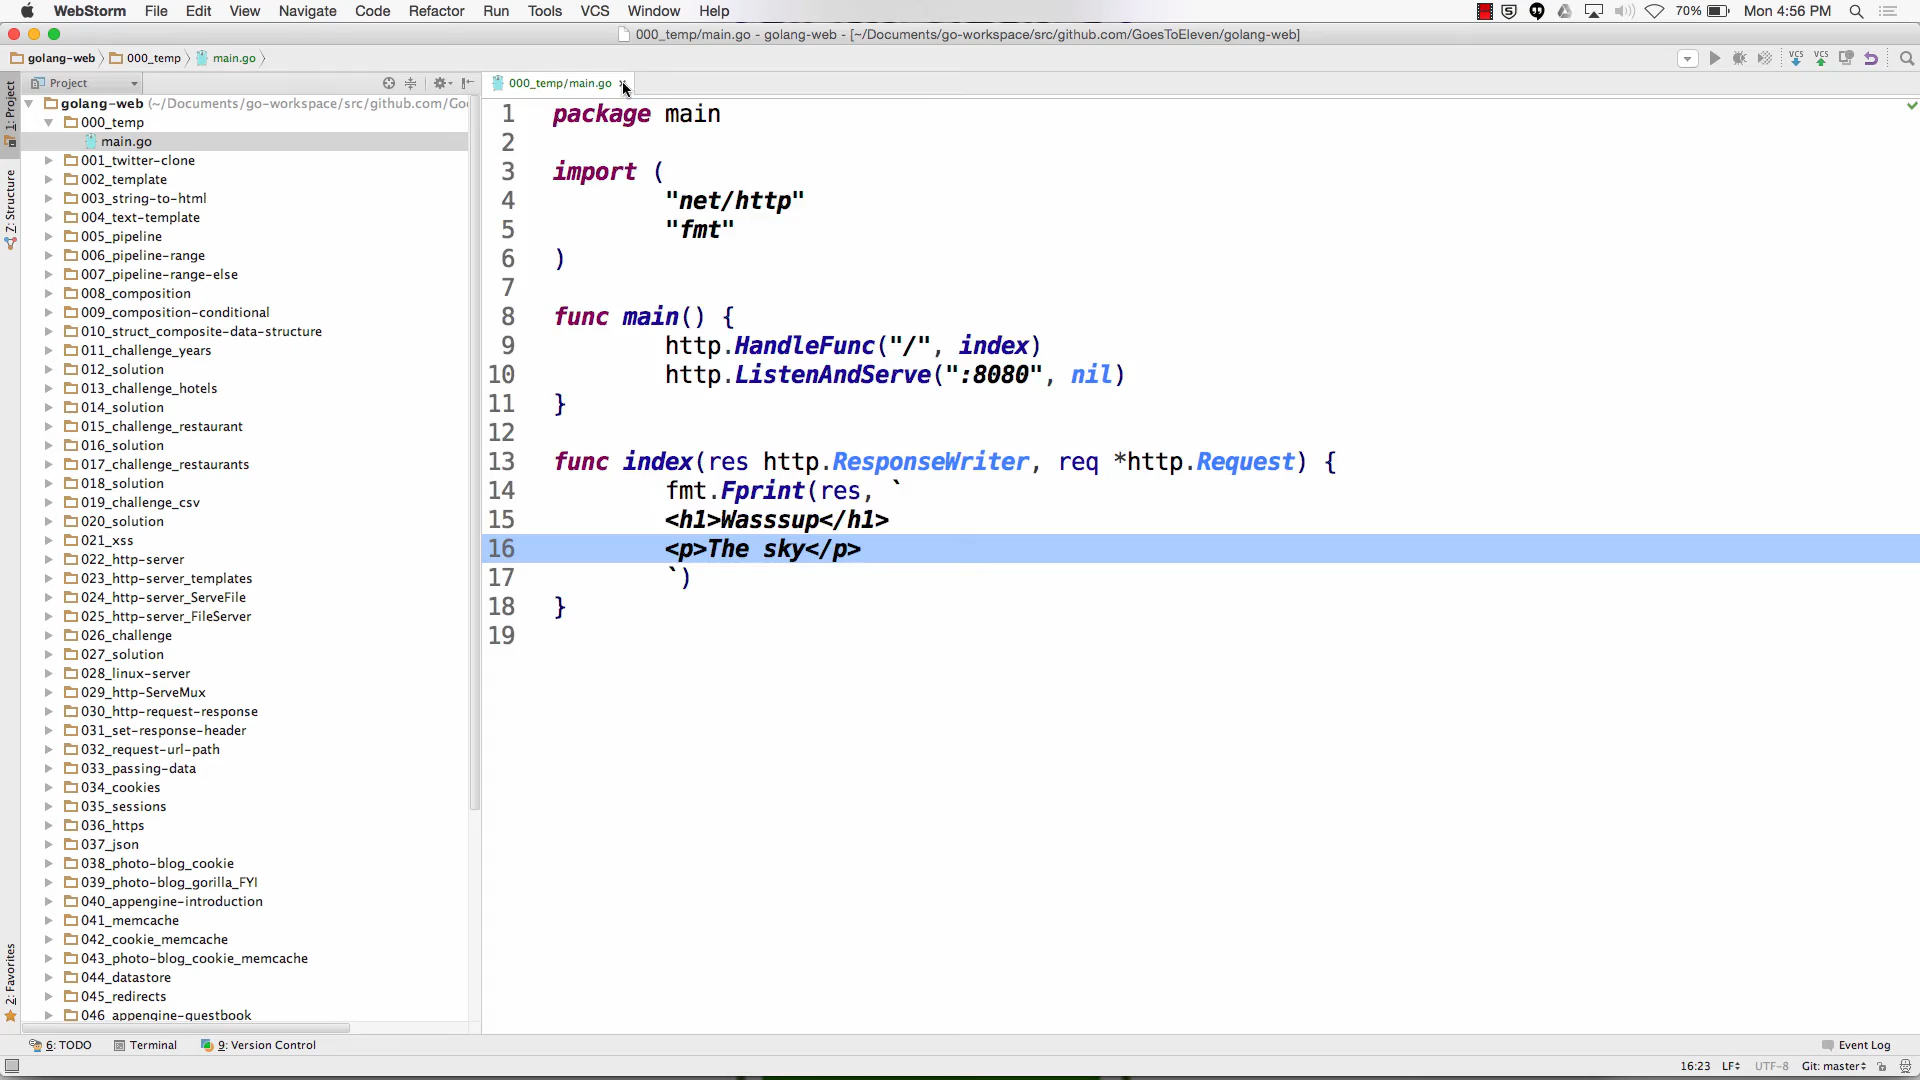 WebStorm File Edit View Navigate Code Refactor Run Tools VCS Window Help 70% Mon 4:56 PM
000_temp/main.go - golang-web - [~/Documents/go-workspace/src/github.com/GoesToEleven/golang-web]
golang-web 000_temp main.go VCS VCS
Project 000_temp/main.go
1: Project
Z: Structure
2: Favorites
golang-web (~/Documents/go-workspace/src/github.com/Go
000_temp
main.go
001_twitter-clone
002_template
003_string-to-html
004_text-template
005_pipeline
006_pipeline-range
007_pipeline-range-else
008_composition
009_composition-conditional
010_struct_composite-data-structure
011_challenge_years
012_solution
013_challenge_hotels
014_solution
015_challenge_restaurant
016_solution
017_challenge_restaurants
018_solution
019_challenge_csv
020_solution
021_xss
022_http-server
023_http-server_templates
024_http-server_ServeFile
025_http-server_FileServer
026_challenge
027_solution
028_linux-server
029_http-ServeMux
030_http-request-response
031_set-response-header
032_request-url-path
033_passing-data
034_cookies
035_sessions
036_https
037_json
038_photo-blog_cookie
039_photo-blog_gorilla_FYI
040_appengine-introduction
041_memcache
042_cookie_memcache
043_photo-blog_cookie_memcache
044_datastore
045_redirects
046_appengine-guestbook
1 package main
2
3 import (
4 "net/http"
5 "fmt"
6 )
7
8 func main() {
9 http.HandleFunc("/", index)
10 http.ListenAndServe(":8080", nil)
11 }
12
13 func index(res http.ResponseWriter, req *http.Request) {
14 fmt.Fprint(res, `
15 <h1>Wasssup</h1>
16 <p>The sky</p>
17 `)
18 }
19
6: TODO Terminal 9: Version Control Event Log
16:23 LF UTF-8 Git: master